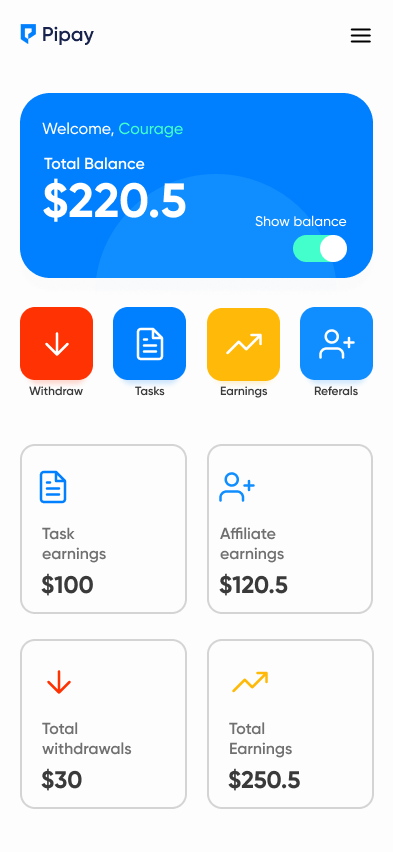 Pipay
Welcome, Courage
Total Balance
$220.5
Show balance
Withdraw
Tasks
Earnings
Referals
Task
earnings
$100
Affiliate
earnings
$120.5
Total
withdrawals
$30
Total
Earnings
$250.5